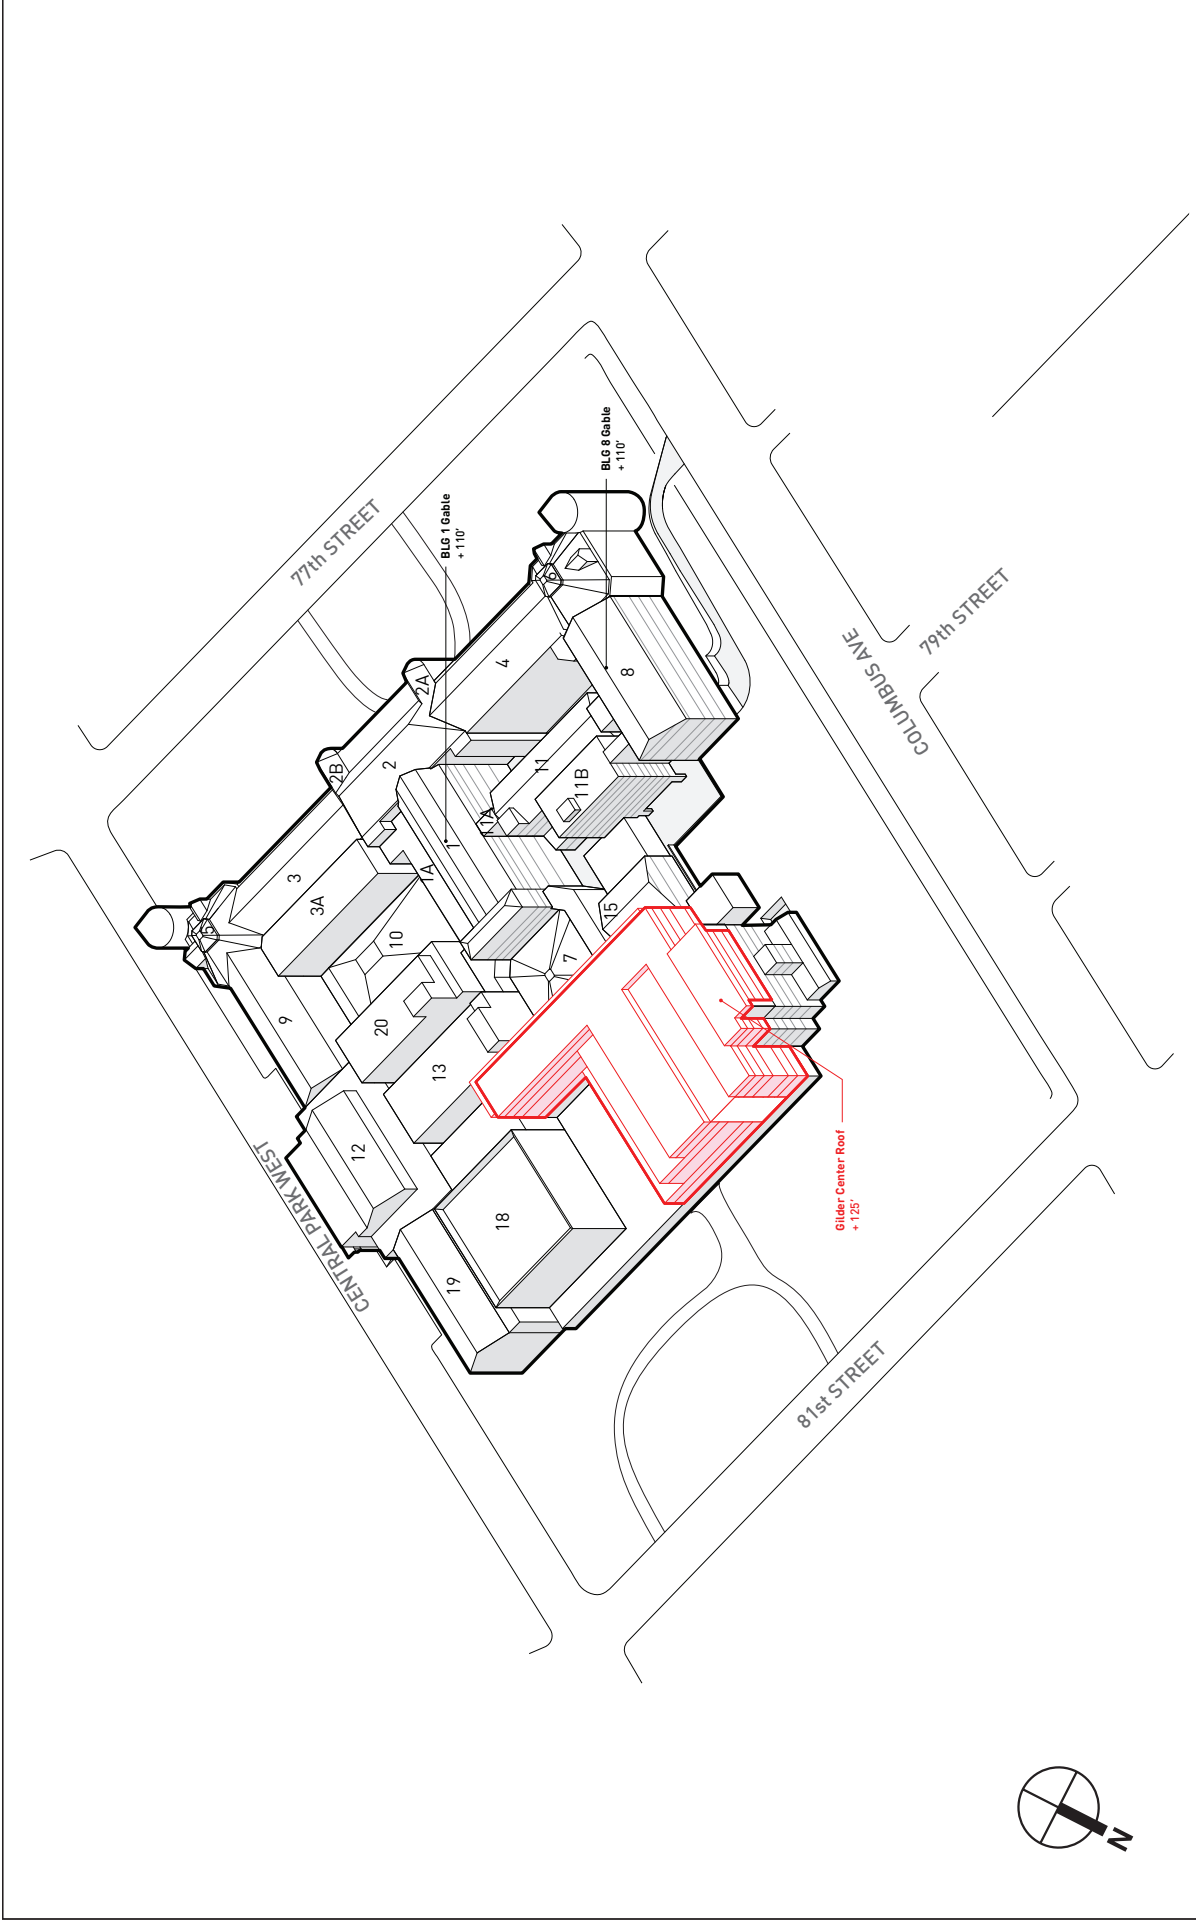 77th STREET
CENTRAL PARK WEST
COLUMBUS AVE
79th STREET
81st STREET
BLG 1 Gable
+ 110'
BLG 8 Gable
+ 110'
Gilder Center Roof
+ 125'
5
3
3A
2B
2
2A
4
6
8
9
10
1A
1
11A
11
11B
20
13
7
15
12
19
18
N